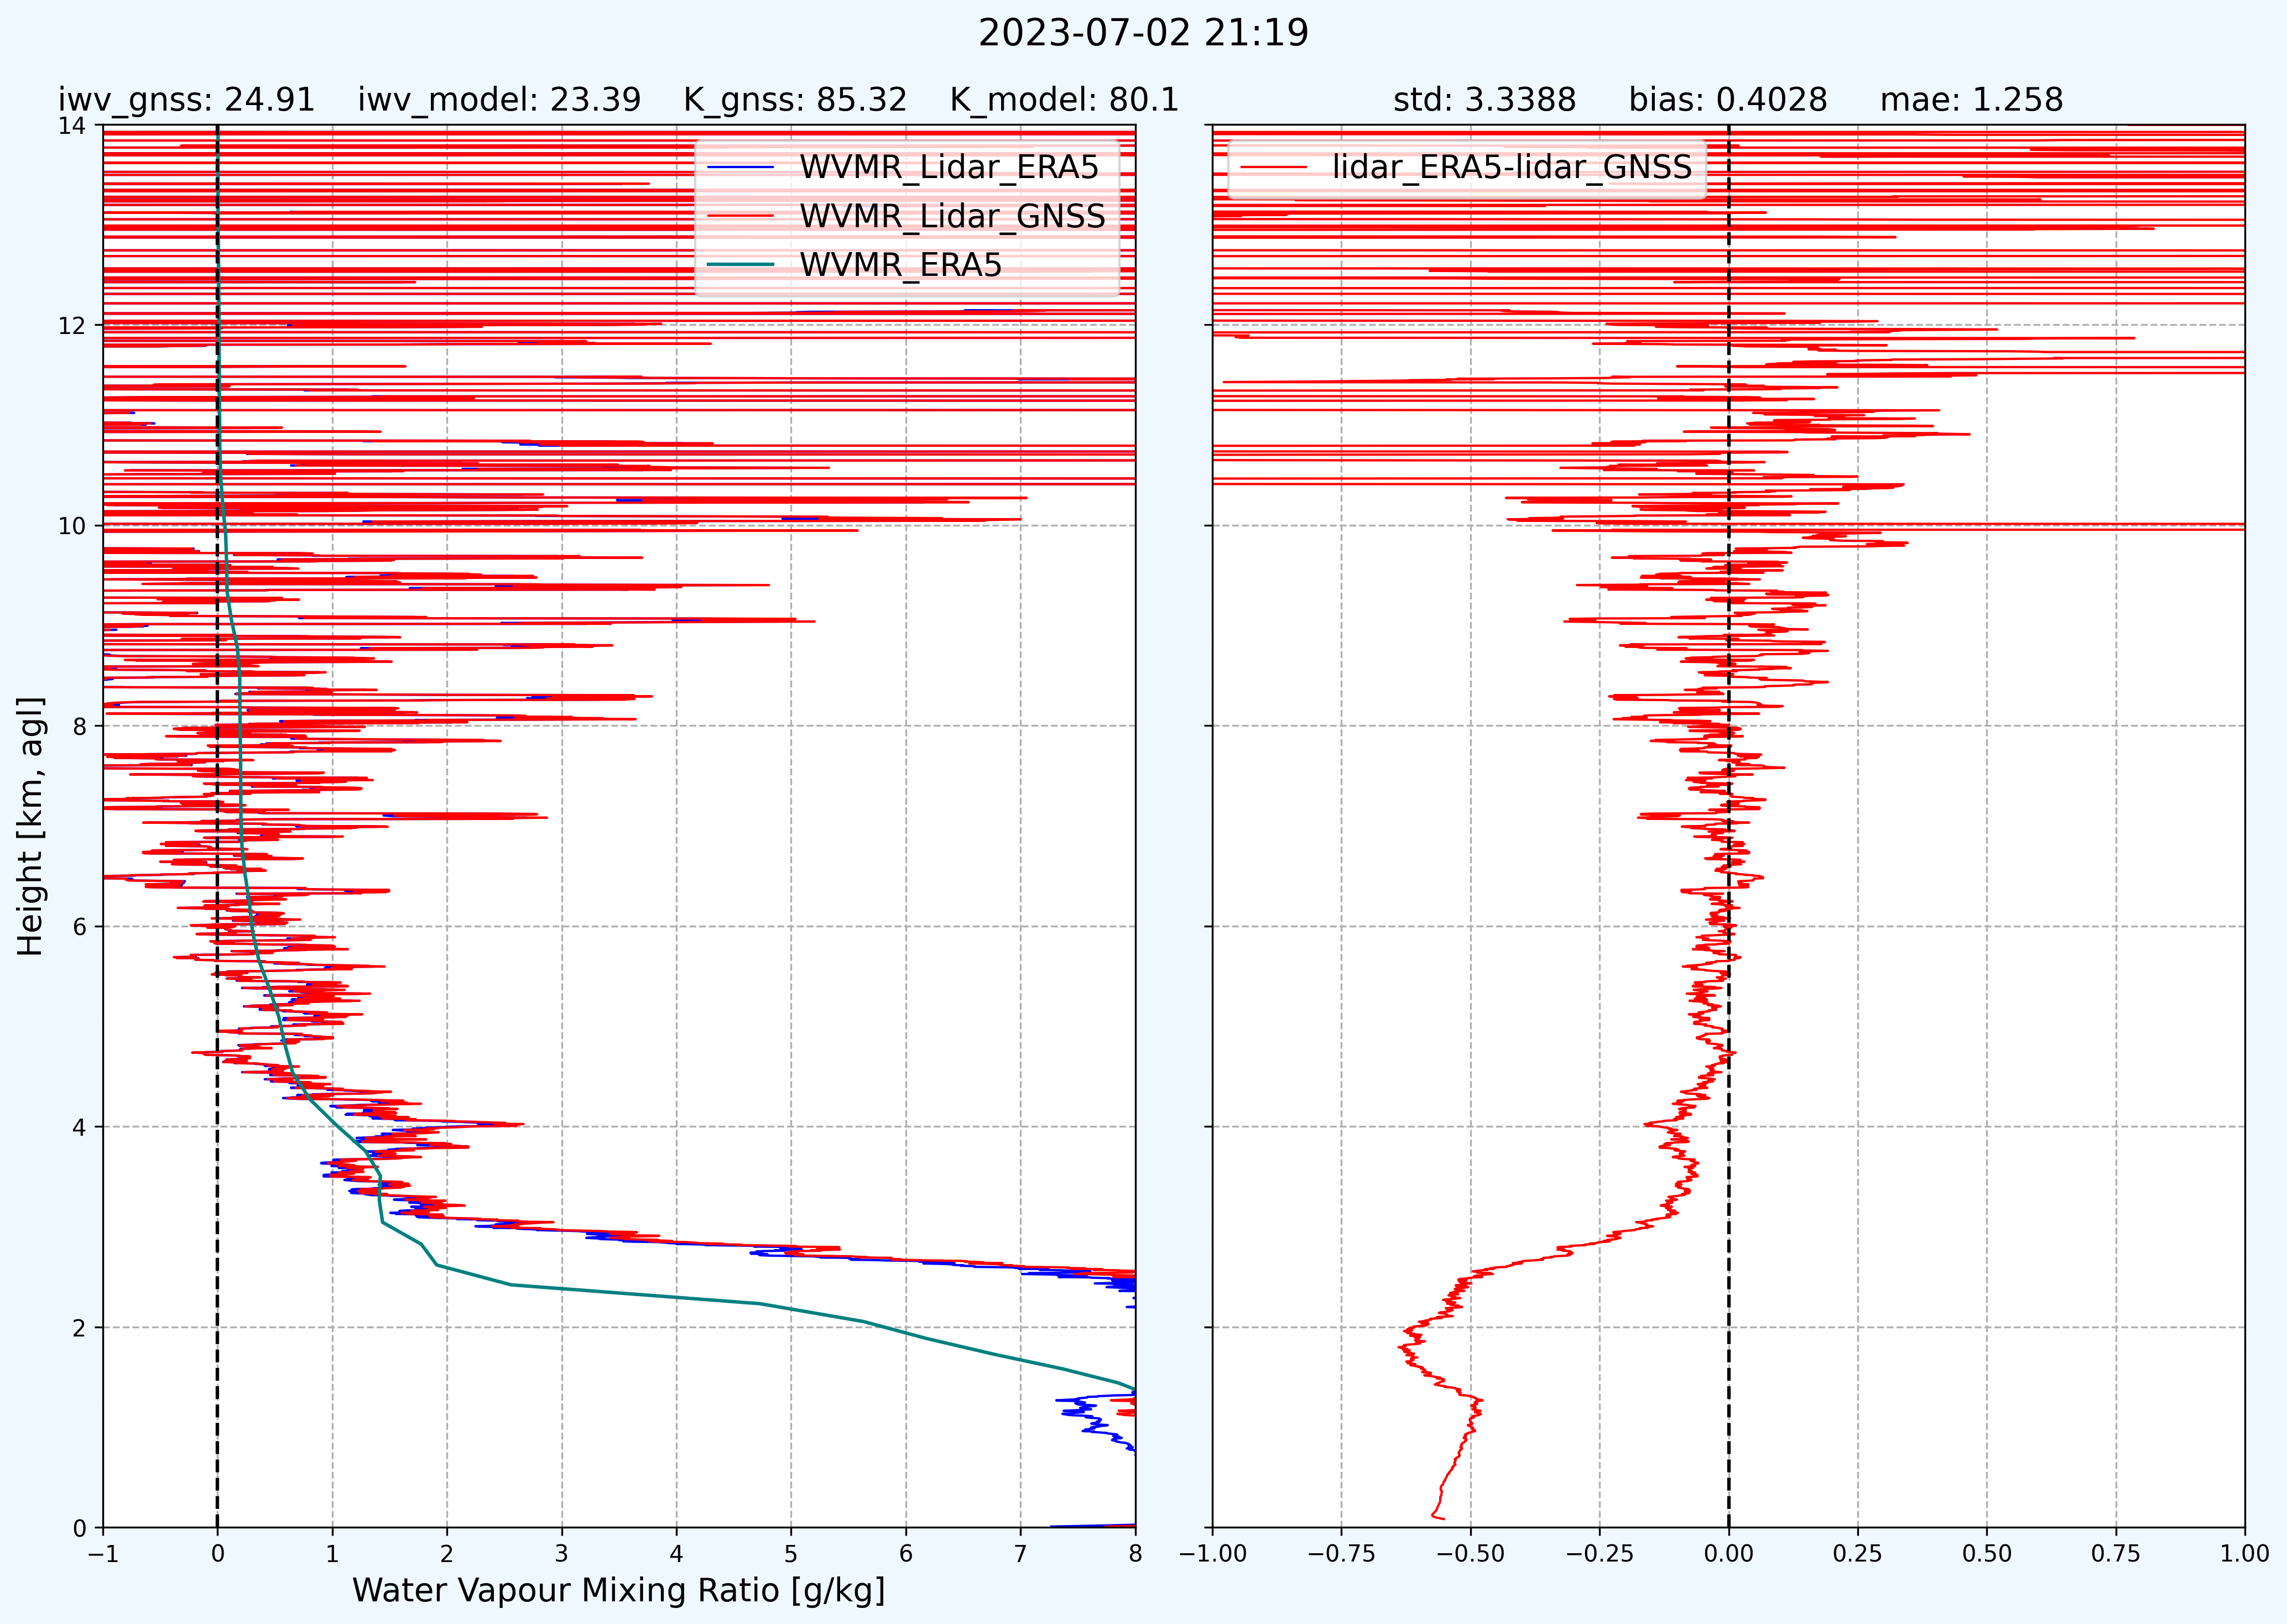 2023-07-02 21:19
iwv_gnss: 24.91 iwv_model: 23.39 K_gnss: 85.32 K_model: 80.1
std: 3.3388 bias: 0.4028 mae: 1.258
WVMR_Lidar_ERA5
WVMR_Lidar_GNSS
WVMR_ERA5
lidar_ERA5-lidar_GNSS
Height [km, agl]
14
12
10
8
6
4
2
0
−1 0 1 2 3 4 5 6 7 8
Water Vapour Mixing Ratio [g/kg]
−1.00 −0.75 −0.50 −0.25 0.00 0.25 0.50 0.75 1.00